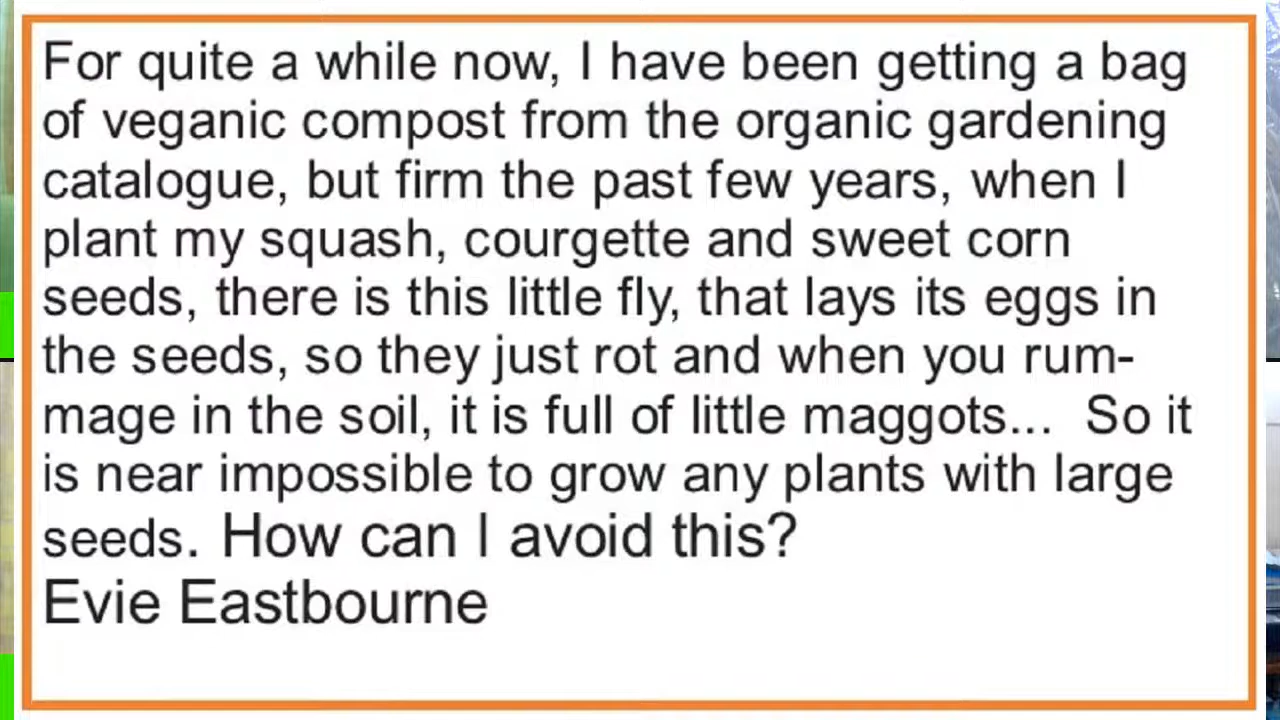 For quite a while now, I have been getting a bag
of veganic compost from the organic gardening
catalogue, but firm the past few years, when I
plant my squash, courgette and sweet corn
seeds, there is this little fly, that lays its eggs in
the seeds, so they just rot and when you rum-
mage in the soil, it is full of little maggots...  So it
is near impossible to grow any plants with large
seeds. How can I avoid this?
Evie Eastbourne